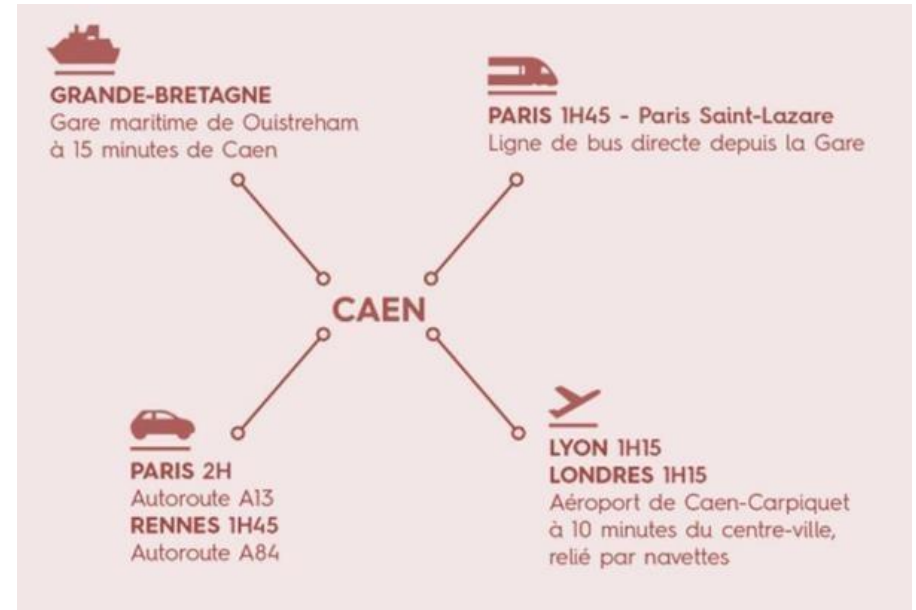 GRANDE-BRETAGNE
Gare maritime de Ouistreham
à 15 minutes de Caen
PARIS 1H45 - Paris Saint-Lazare
Ligne de bus directe depuis la Gare
CAEN
PARIS 2H
Autoroute A13
RENNES 1H45
Autoroute A84
LYON 1H15
LONDRES 1H15
Aéroport de Caen-Carpiquet
à 10 minutes du centre-ville,
relié par navettes